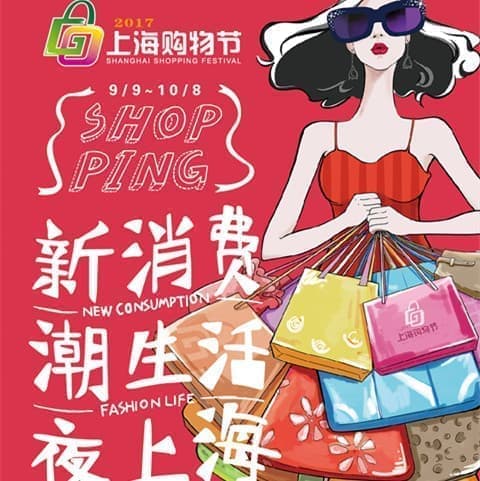 2017
上海购物节
SHANGHAI SHOPPING FESTIVAL
9/9~10/8
SHOP
PING
新消费
NEW CONSUMPTION
潮生活
FASHION LIFE
夜上海
上海购物节